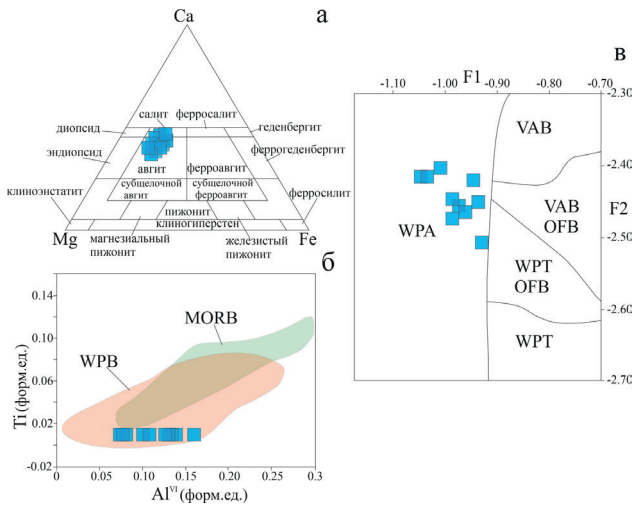 Ca
а
салит
ферросалит
диопсид
геденбергит
эндиопсид
феррогеденбергит
авгит
ферроавгит
клиноэнстатит
субщелочной
авгит
субщелочной
ферроавгит
ферросилит
пижонит
клиногиперстен
Mg
Fe
магнезиальный
пижонит
железистый
пижонит
б
0.14
0.10
0.06
0.02
-0.02
Ti (форм.ед.)
MORB
WPB
0
0.05
0.10
0.15
0.20
0.25
0.3
Al^VI (форм.ед.)
в
F1
-1.10
-1.00
-0.90
-0.80
-0.70
-2.30
-2.40
F2
-2.50
-2.60
-2.70
VAB
VAB
OFB
WPA
WPT
OFB
WPT